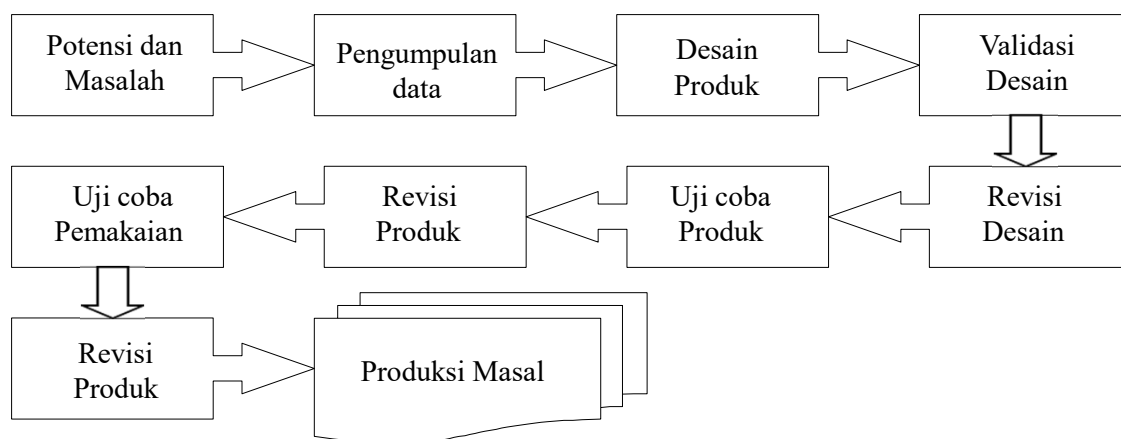 Potensi dan
Masalah
Pengumpulan
data
Desain
Produk
Validasi
Desain
Revisi
Desain
Uji coba
Produk
Revisi
Produk
Uji coba
Pemakaian
Revisi
Produk
Produksi Masal